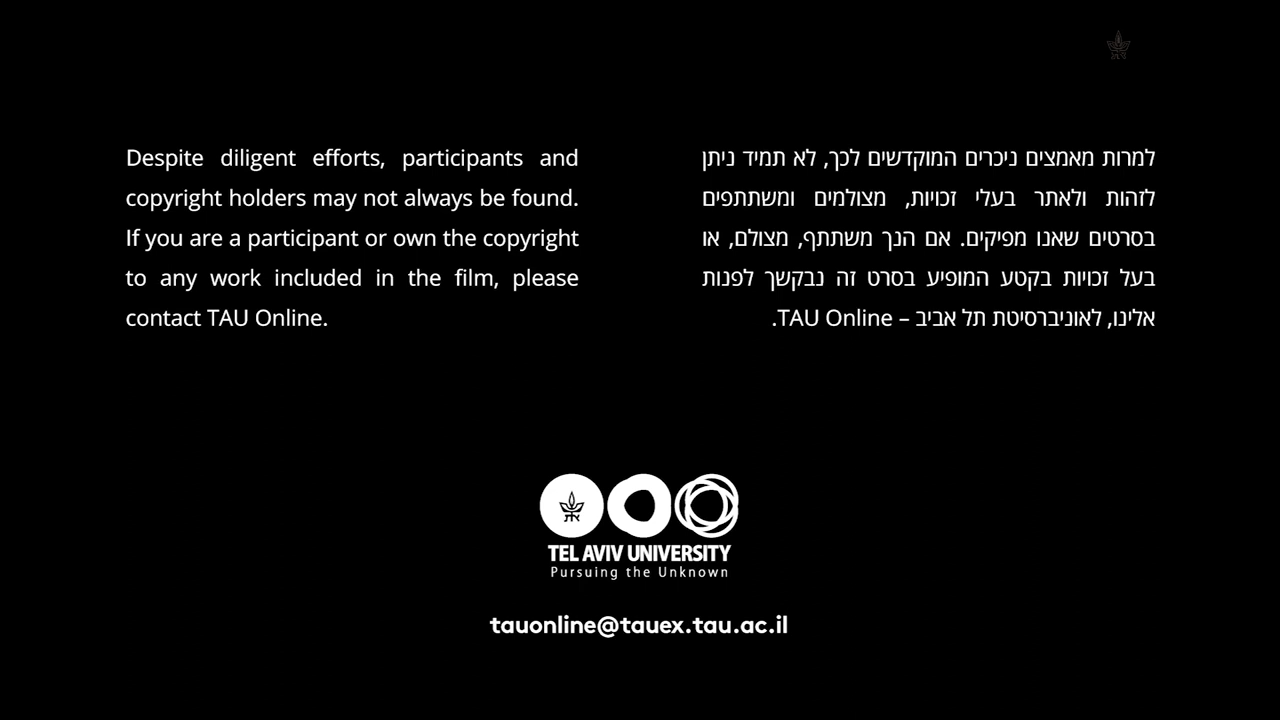 Despite diligent efforts, participants and
copyright holders may not always be found.
If you are a participant or own the copyright
to any work included in the film, please
contact TAU Online.
למרות מאמצים ניכרים המוקדשים לכך, לא תמיד ניתן
לזהות ולאתר בעלי זכויות, מצולמים ומשתתפים
בסרטים שאנו מפיקים. אם הנך משתתף, מצולם, או
בעל זכויות בקטע המופיע בסרט זה נבקשך לפנות
אלינו, לאוניברסיטת תל אביב – TAU Online.
TEL AVIV UNIVERSITY
Pursuing the Unknown
tauonline@tauex.tau.ac.il